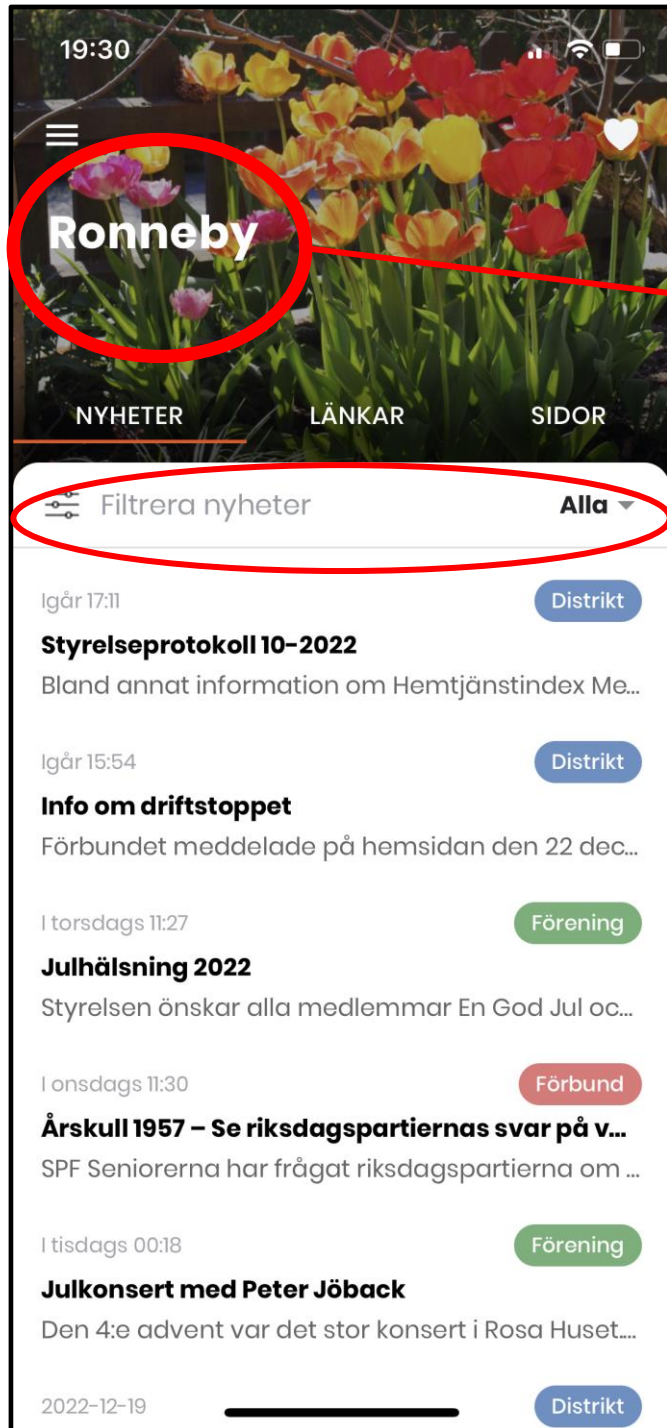 19:30
Ronneby
NYHETER LÄNKAR SIDOR
Filtrera nyheter Alla
Igår 17:11 Distrikt
Styrelseprotokoll 10-2022
Bland annat information om Hemtjänstindex Me...
Igår 15:54 Distrikt
Info om driftstoppet
Förbundet meddelade på hemsidan den 22 dec...
I torsdags 11:27 Förening
Julhälsning 2022
Styrelsen önskar alla medlemmar En God Jul oc...
I onsdags 11:30 Förbund
Årskull 1957 – Se riksdagspartiernas svar på v...
SPF Seniorerna har frågat riksdagspartierna om ...
I tisdags 00:18 Förening
Julkonsert med Peter Jöback
Den 4:e advent var det stor konsert i Rosa Huset....
2022-12-19 Distrikt